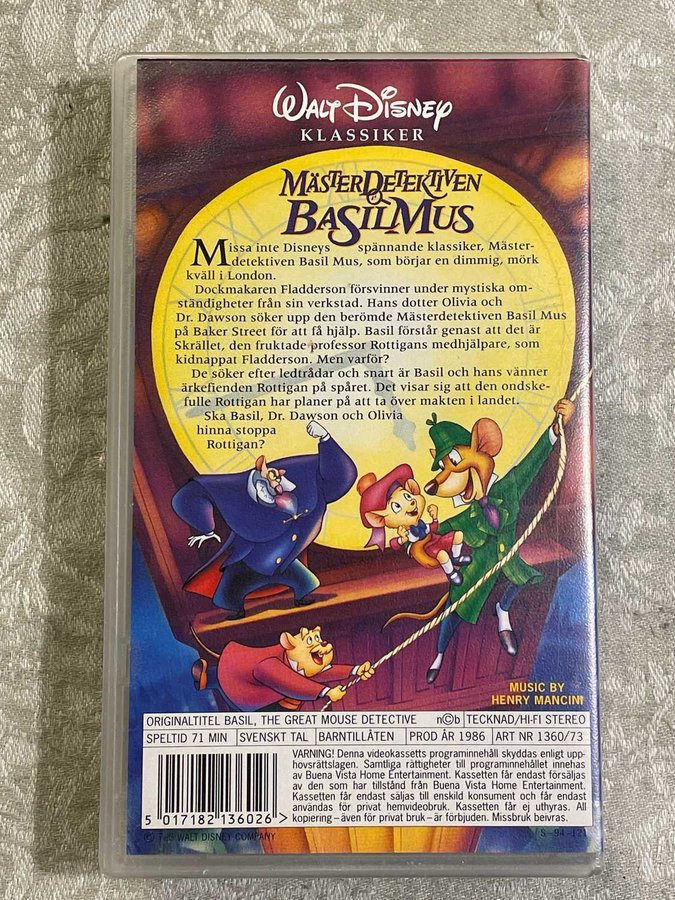 WALT DISNEY
KLASSIKER
MÄSTERDETEKTIVEN
BASIL MUS
Missa inte Disneys spännande klassiker, Mäster-
detektiven Basil Mus, som börjar en dimmig, mörk
kväll i London.
Dockmakaren Fladderson försvinner under mystiska om-
ständigheter från sin verkstad. Hans dotter Olivia och
Dr. Dawson söker upp den berömde Mästerdetektiven Basil Mus
på Baker Street för att få hjälp. Basil förstår genast att det är
Skrället, den fruktade professor Rottigans medhjälpare, som
kidnappat Fladderson. Men varför?
De söker efter ledtrådar och snart är Basil och hans vänner
ärkefienden Rottigan på spåret. Det visar sig att den ondske-
fulle Rottigan har planer på att ta över makten i landet.
Ska Basil, Dr. Dawson och Olivia
hinna stoppa
Rottigan?
MUSIC BY
HENRY MANCINI
ORIGINALTITEL BASIL, THE GREAT MOUSE DETECTIVE n©b TECKNAD/HI-FI STEREO
SPELTID 71 MIN SVENSKT TAL BARNTILLÅTEN PROD ÅR 1986 ART NR 1360/73
VARNING! Denna videokassetts programinnehåll skyddas enligt upp-
hovsrättslagen. Samtliga rättigheter till programinnehållet innehas
av Buena Vista Home Entertainment. Kassetten får endast försäljas
av den som har tillstånd från Buena Vista Home Entertainment.
Kassetten får endast säljas till enskild konsument och får endast
användas för privat hemvideobruk. Kassetten får ej uthyras. All
kopiering – även för privat bruk – är förbjuden. Missbruk beivras.
5 017182 136026 >
WALT DISNEY COMPANY